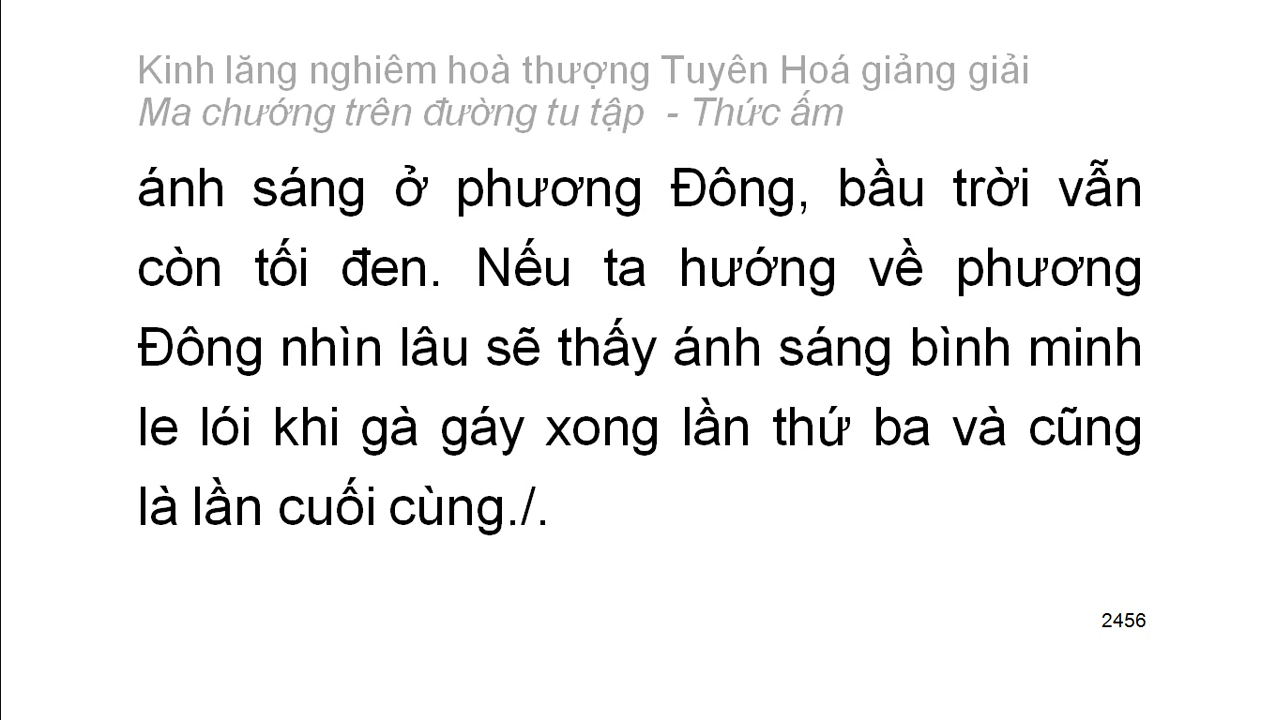 Kinh lăng nghiêm hoà thượng Tuyên Hoá giảng giải
Ma chướng trên đường tu tập - Thức ấm
ánh sáng ở phương Đông, bầu trời vẫn
còn tối đen. Nếu ta hướng về phương
Đông nhìn lâu sẽ thấy ánh sáng bình minh
le lói khi gà gáy xong lần thứ ba và cũng
là lần cuối cùng./.
2456